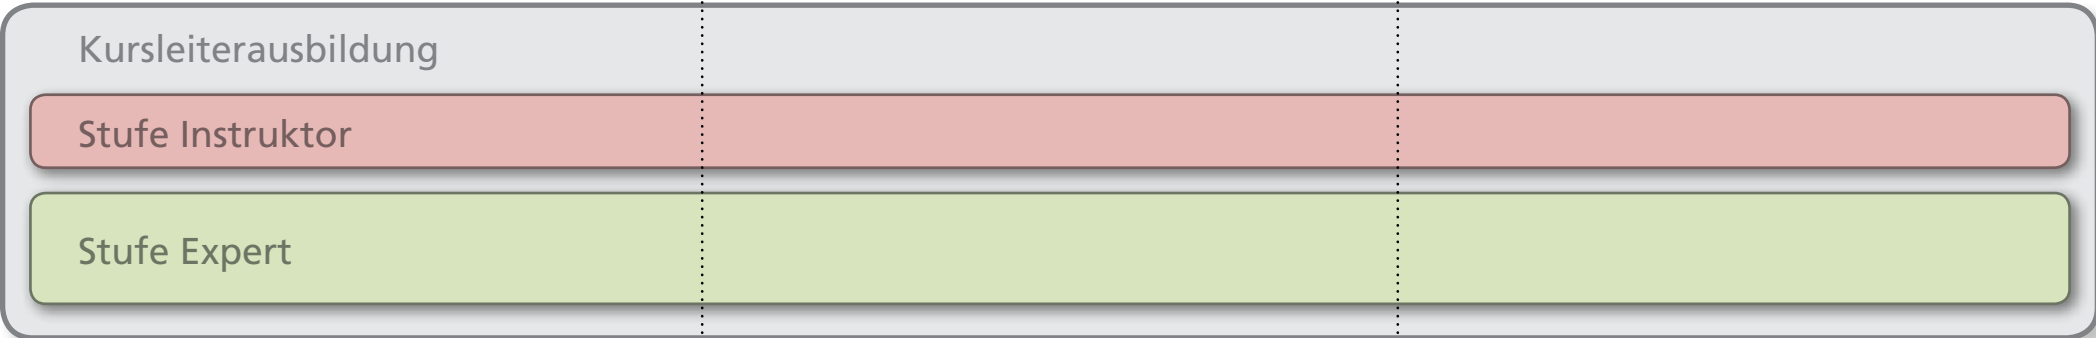 Kursleiterausbildung
Stufe Instruktor
Stufe Expert